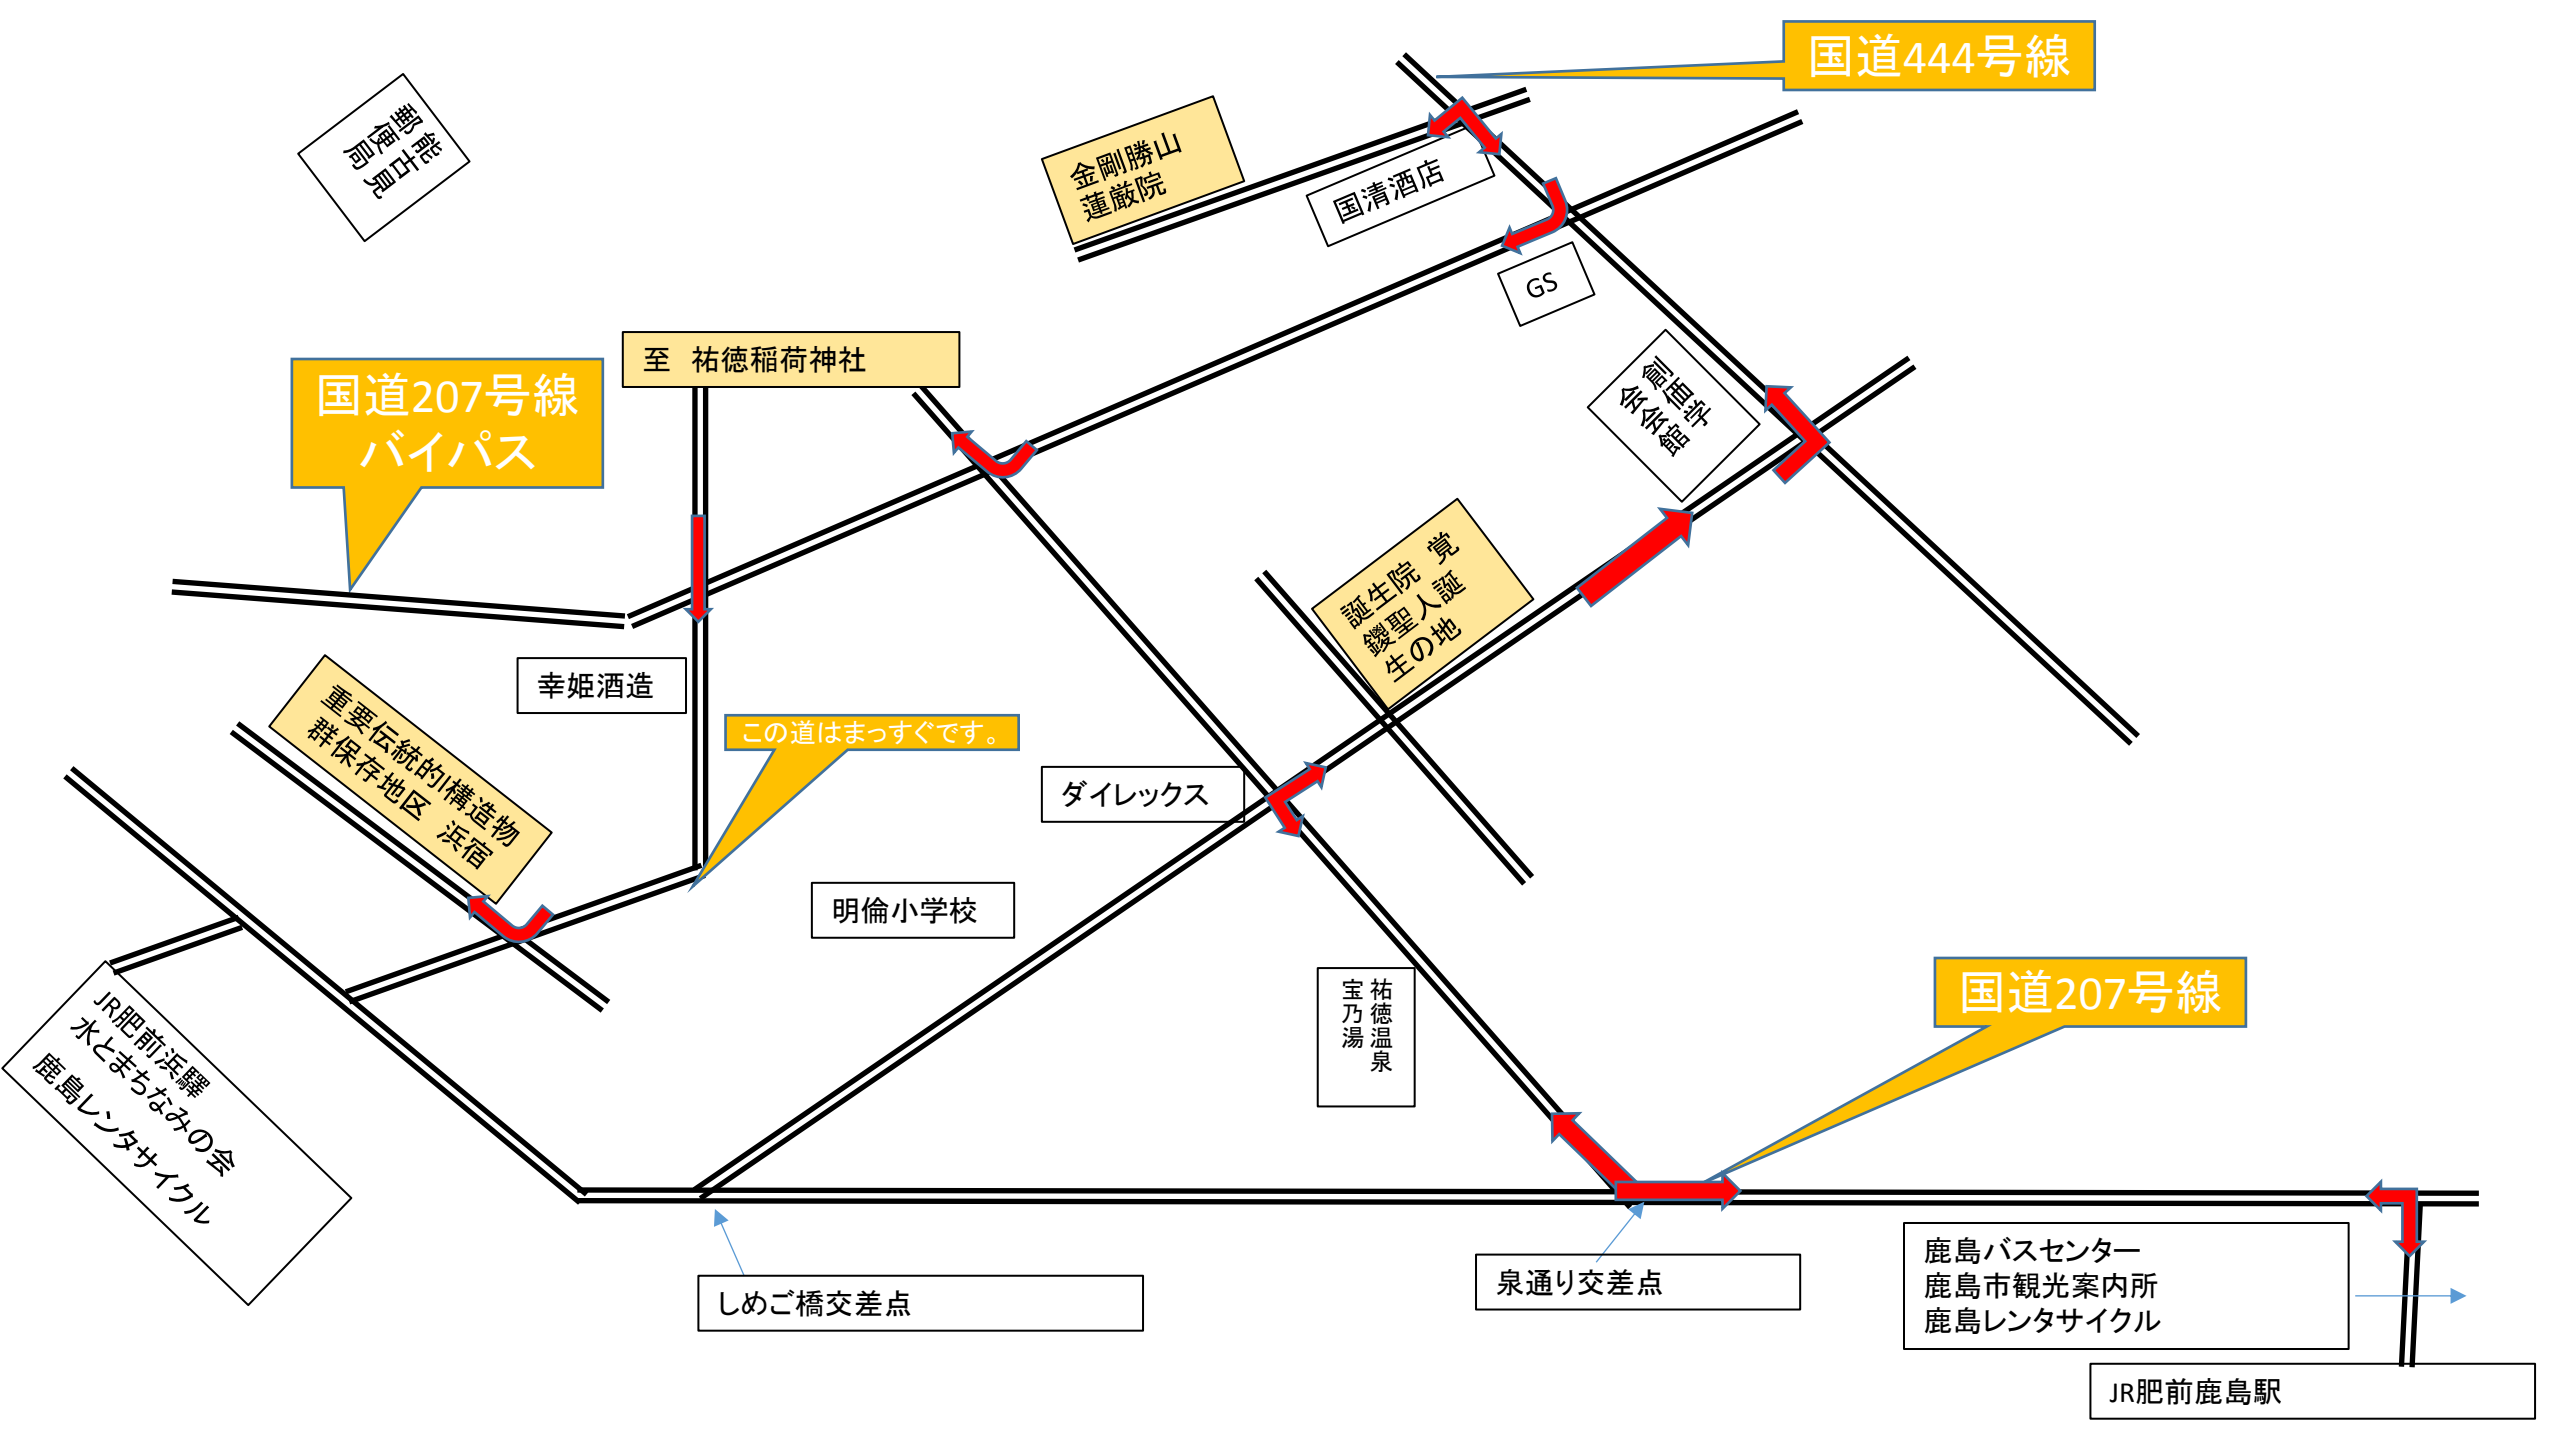 国道444号線
能古見
郵便局
金剛勝山
蓮厳院
国清酒店
GS
至　祐徳稲荷神社
国道207号線
バイパス
創価学
会会館
誕生院　覚
鑁聖人誕
生の地
幸姫酒造
この道はまっすぐです。
重要伝統的構造物
群保存地区　浜宿
ダイレックス
明倫小学校
祐徳温泉
宝乃湯
国道207号線
JR肥前浜驛
水とまちなみの会
鹿島レンタサイクル
しめご橋交差点
泉通り交差点
鹿島バスセンター
鹿島市観光案内所
鹿島レンタサイクル
JR肥前鹿島駅